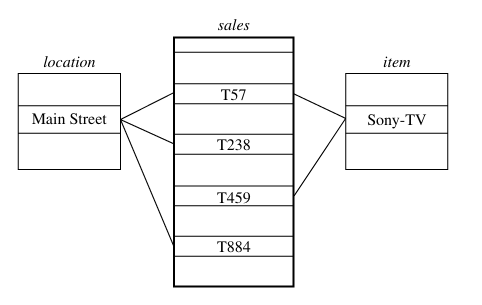 sales
location
item
T57
Main Street
Sony-TV
T238
T459
T884